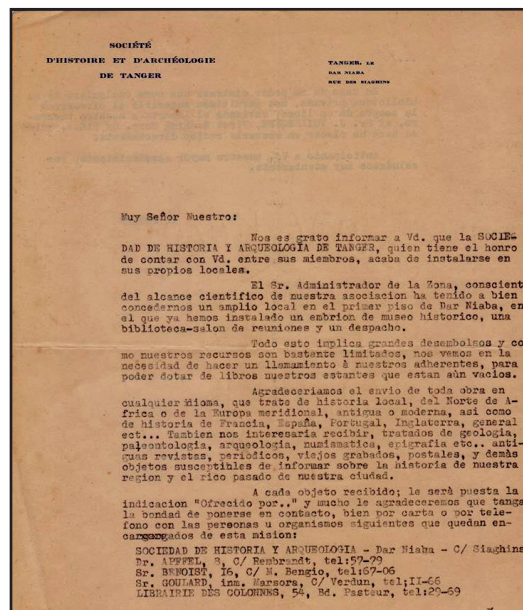 SOCIÉTÉ
D'HISTOIRE ET D'ARCHÉOLOGIE
DE TANGER
TANGER, LE
DAR NIABA
RUE DES SIAGHINS
Muy Señor Nuestro:
Nos es grato informar a Vd. que la SOCIE-
DAD DE HISTORIA Y ARQUEOLOGIA DE TANGER, quien tiene el honro
de contar con Vd. entre sus miembros, acaba de instalarse en
sus propios locales.
El Sr. Administrador de la Zona, conscient
del alcance cientifico de nuestra asociacion ha tenido a bien
concedernos un amplio local en el primer piso de Dar Niaba, en
el que ya hemos instalado un embrion de museo historico, una
biblioteca-salon de reuniones y un despacho.
Todo esto implica grandes desembolsos y co
mo nuestros recursos son bastante limitados, nos vemos en la
necesidad de hacer un llamamiento à nuestros adherentes, para
poder dotar de libros nuestros estantes que estan aún vacios.
Agradeceriamos el envio de toda obra en
cualquier idioma, que trate de historia local, del Norte de A-
frica o de la Europa meridional, antigua o moderna, asi como
de historia de Francia, España, Portugal, Inglaterra, general
ect... Tambien nos interesaria recibir, tratados de geologia,
paleontologia, arqueologia, numismatica, epigrafia etc.. anti-
guas revistas, periodicos, viejos grabados, postales, y demàs
objetos susceptibles de informar sobre la historia de nuestra
region y el rico pasado de nuestra ciudad.
A cada objeto recibido; le serà puesta la
indicacion "Ofrecido por.." y mucho le agradeceremos que tanga
la bondad de ponerse en contacto, bien por carta o por tele-
fono con las personas u organismos siguientes que quedan en-
cargargados de esta mision:
SOCIEDAD DE HISTORIA Y ARQUEOLOGIA - Dar Niaba - C/ Siaghins
Dr. APFFEL, 8, C/ Rembrandt, tel:57-79
Sr. BENOIST, I6, C/ M. Bengio, tel:67-06
Sr. GOULARD, inm. Marsora, C/ Verdun, tel;II-66
LIBRAIRIE DES COLONNES, 54, Bd. Pasteur, tel:29-69